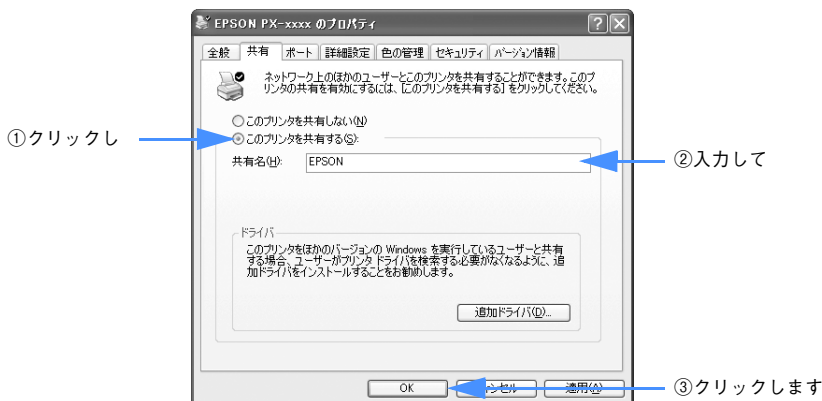 EPSON PX-xxxx のプロパティ
全般 共有 ポート 詳細設定 色の管理 セキュリティ バージョン情報
ネットワーク上のほかのユーザーとこのプリンタを共有することができます。このプ
リンタの共有を有効にするには、[このプリンタを共有する] をクリックしてください。
このプリンタを共有しない(N)
①クリックし
このプリンタを共有する(S):
共有名(H): EPSON
②入力して
ドライバ
このプリンタをほかのバージョンの Windows を実行しているユーザーと共有
する場合、ユーザーがプリンタ ドライバを検索する必要がなくなるように、追
加ドライバをインストールすることをお勧めします。
追加ドライバ(D)...
OK キャンセル 適用(A)
③クリックします